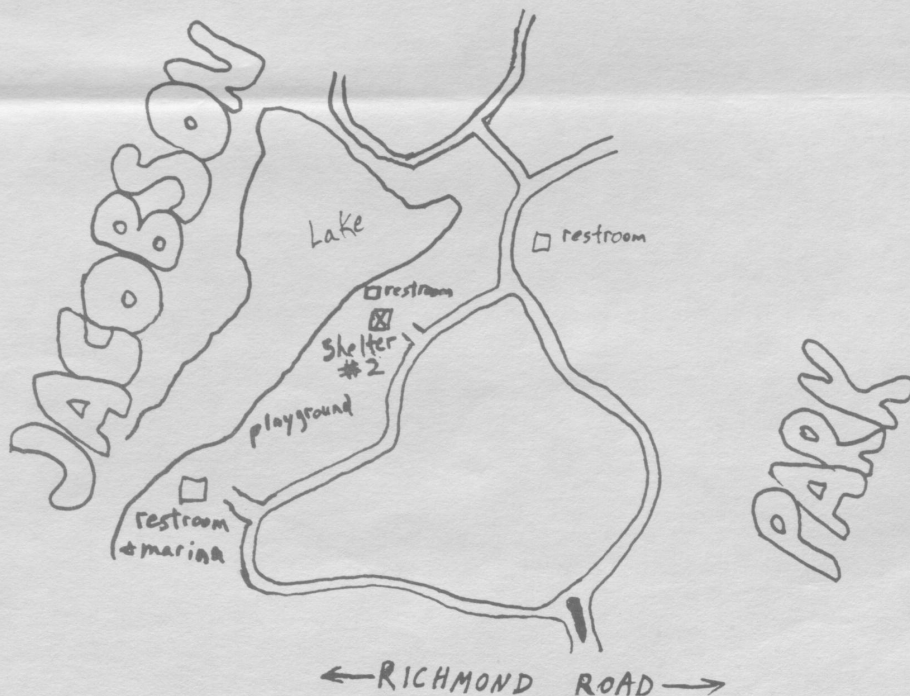 JACOBSON
Lake
restroom
restroom
Shelter
#2
playground
PARK
restroom
& marina
← RICHMOND ROAD →